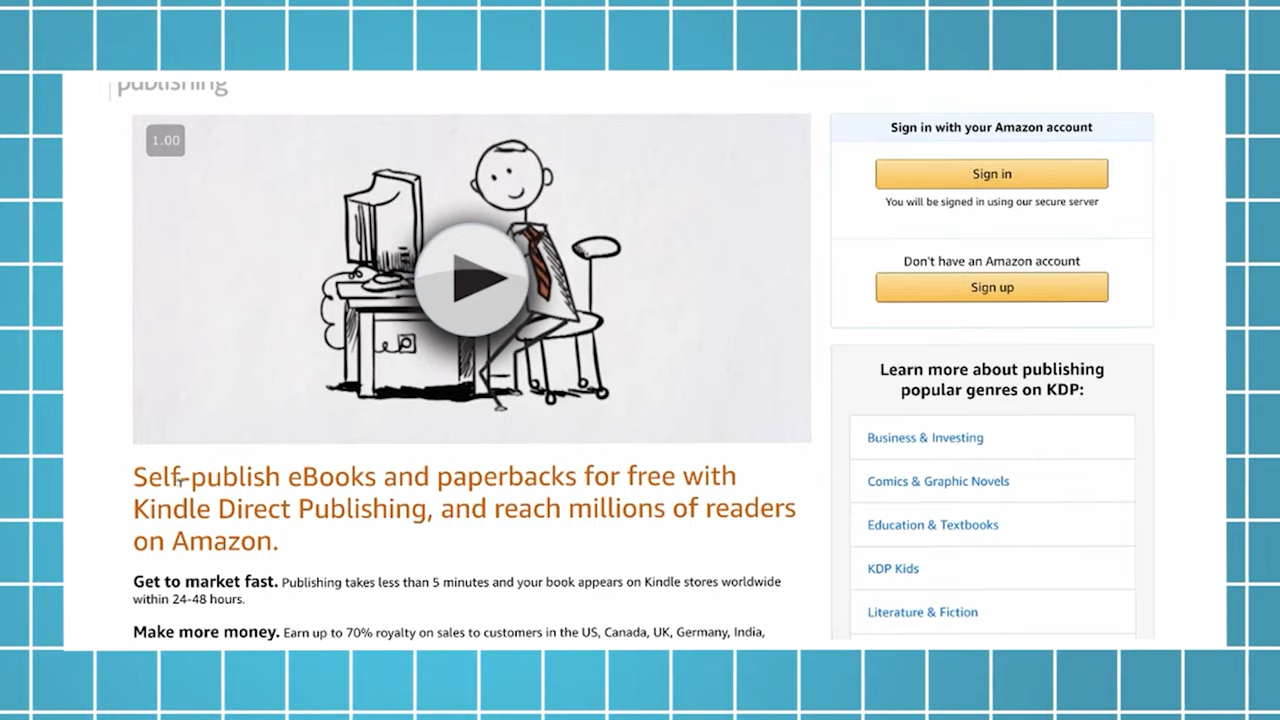 publishing
1.00
Self-publish eBooks and paperbacks for free with
Kindle Direct Publishing, and reach millions of readers
on Amazon.
Get to market fast. Publishing takes less than 5 minutes and your book appears on Kindle stores worldwide
within 24-48 hours.
Make more money. Earn up to 70% royalty on sales to customers in the US, Canada, UK, Germany, India,
Sign in with your Amazon account
Sign in
You will be signed in using our secure server
Don't have an Amazon account
Sign up
Learn more about publishing
popular genres on KDP:
Business & Investing
Comics & Graphic Novels
Education & Textbooks
KDP Kids
Literature & Fiction